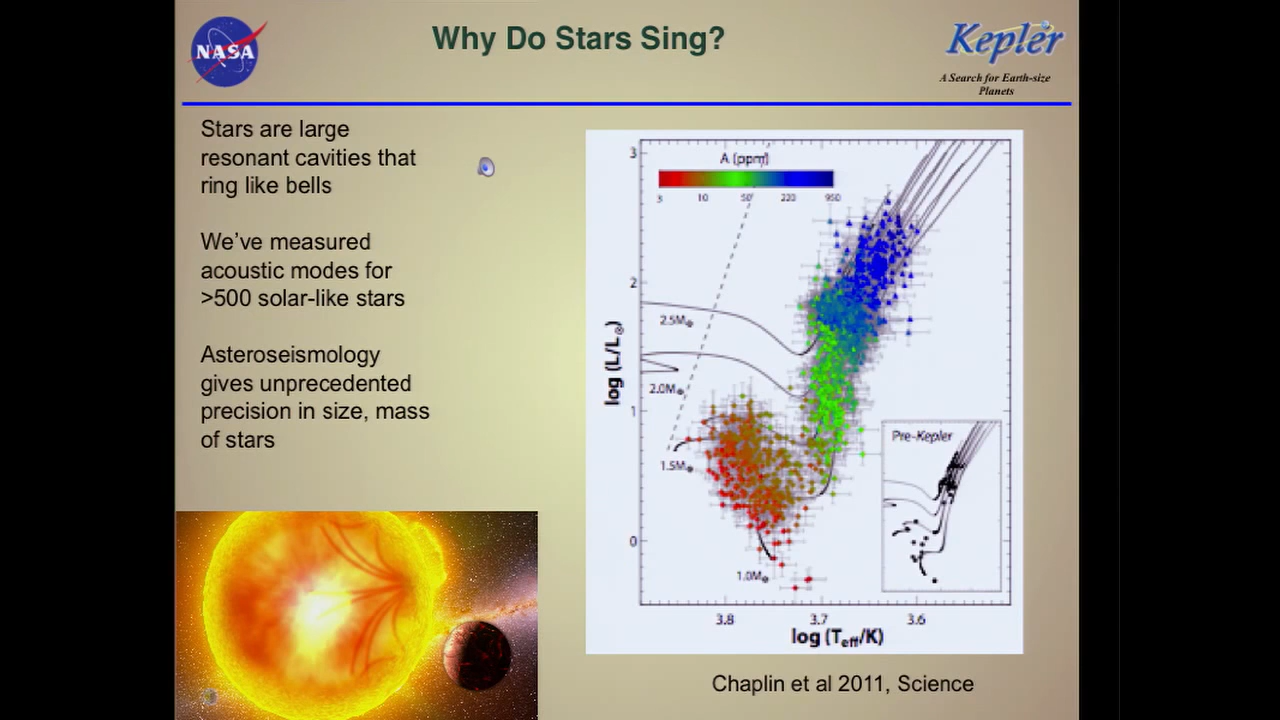 NASA
Why Do Stars Sing?
Kepler
A Search for Earth-size
Planets
Stars are large
resonant cavities that
ring like bells
We've measured
acoustic modes for
>500 solar-like stars
Asteroseismology
gives unprecedented
precision in size, mass
of stars
A [ppm]
3 10 50 220 950
3
2
1
0
log (L/L⊙)
2.5M⊙
2.0M⊙
1.5M⊙
1.0M⊙
Pre-Kepler
3.8 3.7 3.6
log (Teff/K)
Chaplin et al 2011, Science